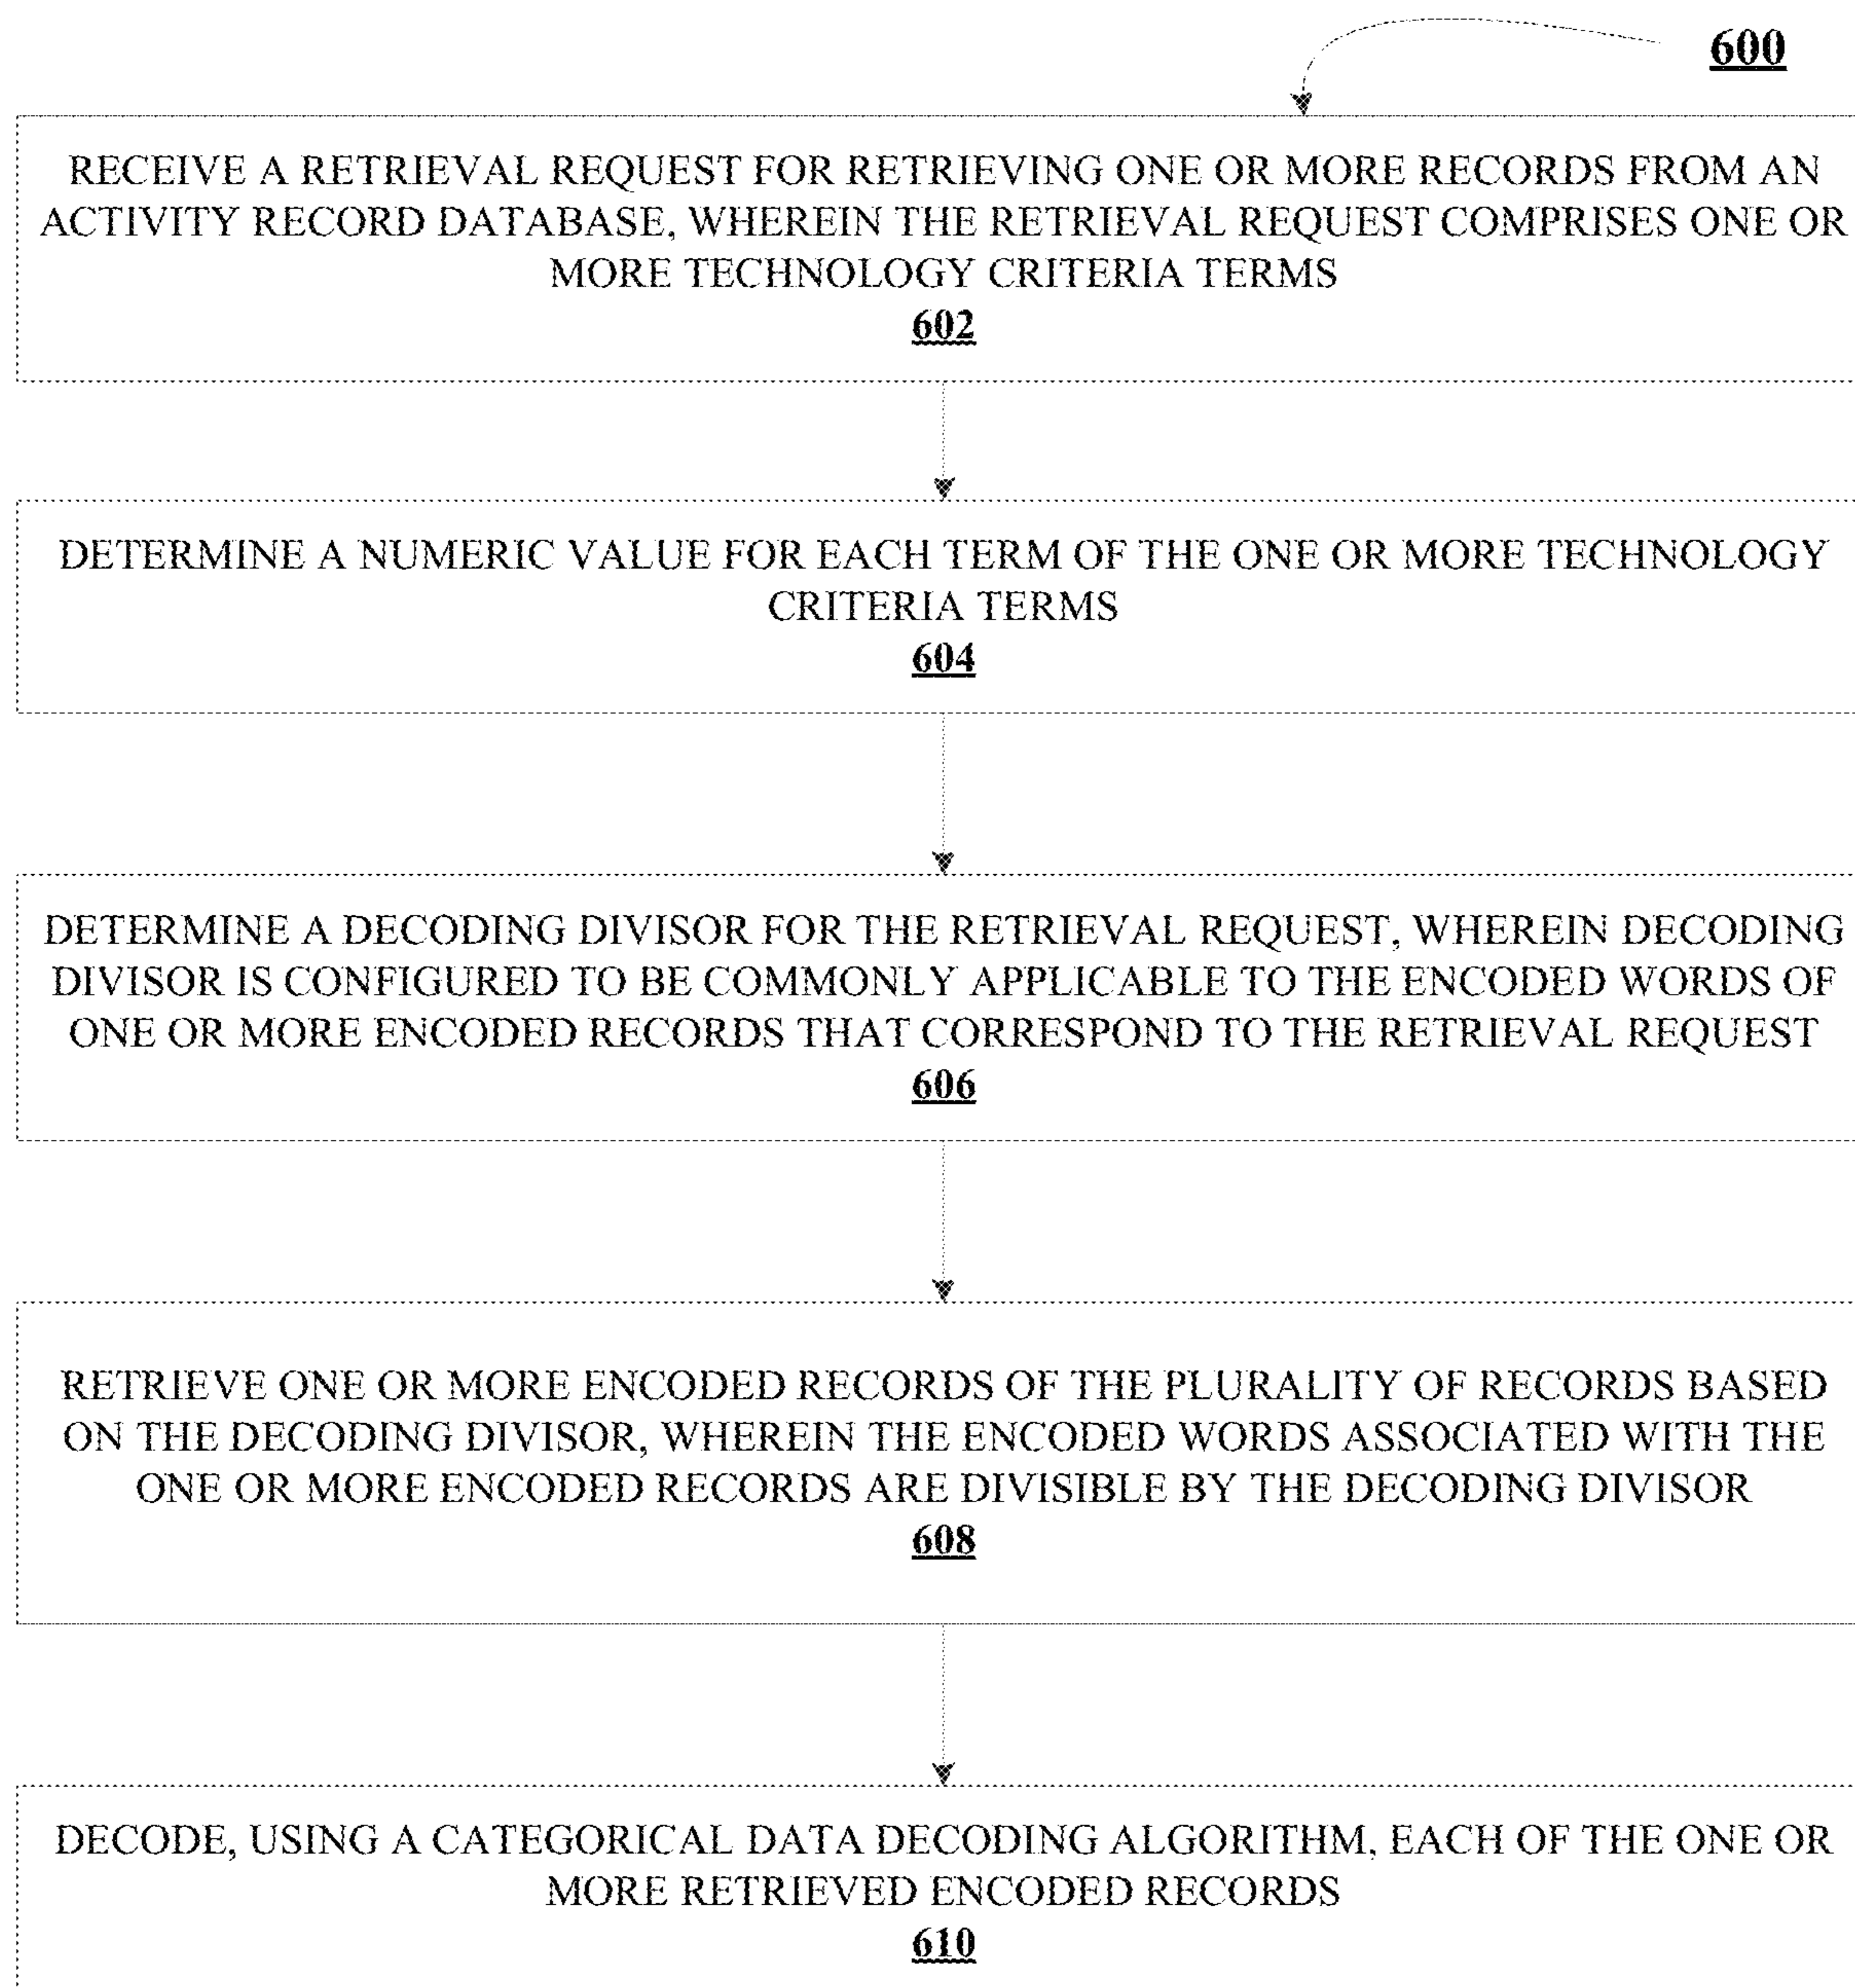 600
RECEIVE A RETRIEVAL REQUEST FOR RETRIEVING ONE OR MORE RECORDS FROM AN
ACTIVITY RECORD DATABASE, WHEREIN THE RETRIEVAL REQUEST COMPRISES ONE OR
MORE TECHNOLOGY CRITERIA TERMS
602
DETERMINE A NUMERIC VALUE FOR EACH TERM OF THE ONE OR MORE TECHNOLOGY
CRITERIA TERMS
604
DETERMINE A DECODING DIVISOR FOR THE RETRIEVAL REQUEST, WHEREIN DECODING
DIVISOR IS CONFIGURED TO BE COMMONLY APPLICABLE TO THE ENCODED WORDS OF
ONE OR MORE ENCODED RECORDS THAT CORRESPOND TO THE RETRIEVAL REQUEST
606
RETRIEVE ONE OR MORE ENCODED RECORDS OF THE PLURALITY OF RECORDS BASED
ON THE DECODING DIVISOR, WHEREIN THE ENCODED WORDS ASSOCIATED WITH THE
ONE OR MORE ENCODED RECORDS ARE DIVISIBLE BY THE DECODING DIVISOR
608
DECODE, USING A CATEGORICAL DATA DECODING ALGORITHM, EACH OF THE ONE OR
MORE RETRIEVED ENCODED RECORDS
610